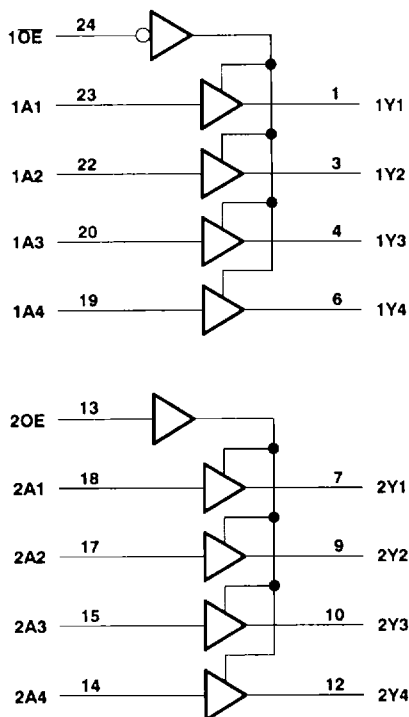 1O̅E̅ 24
1A1 23 1 1Y1
1A2 22 3 1Y2
1A3 20 4 1Y3
1A4 19 6 1Y4
2OE 13
2A1 18 7 2Y1
2A2 17 9 2Y2
2A3 15 10 2Y3
2A4 14 12 2Y4